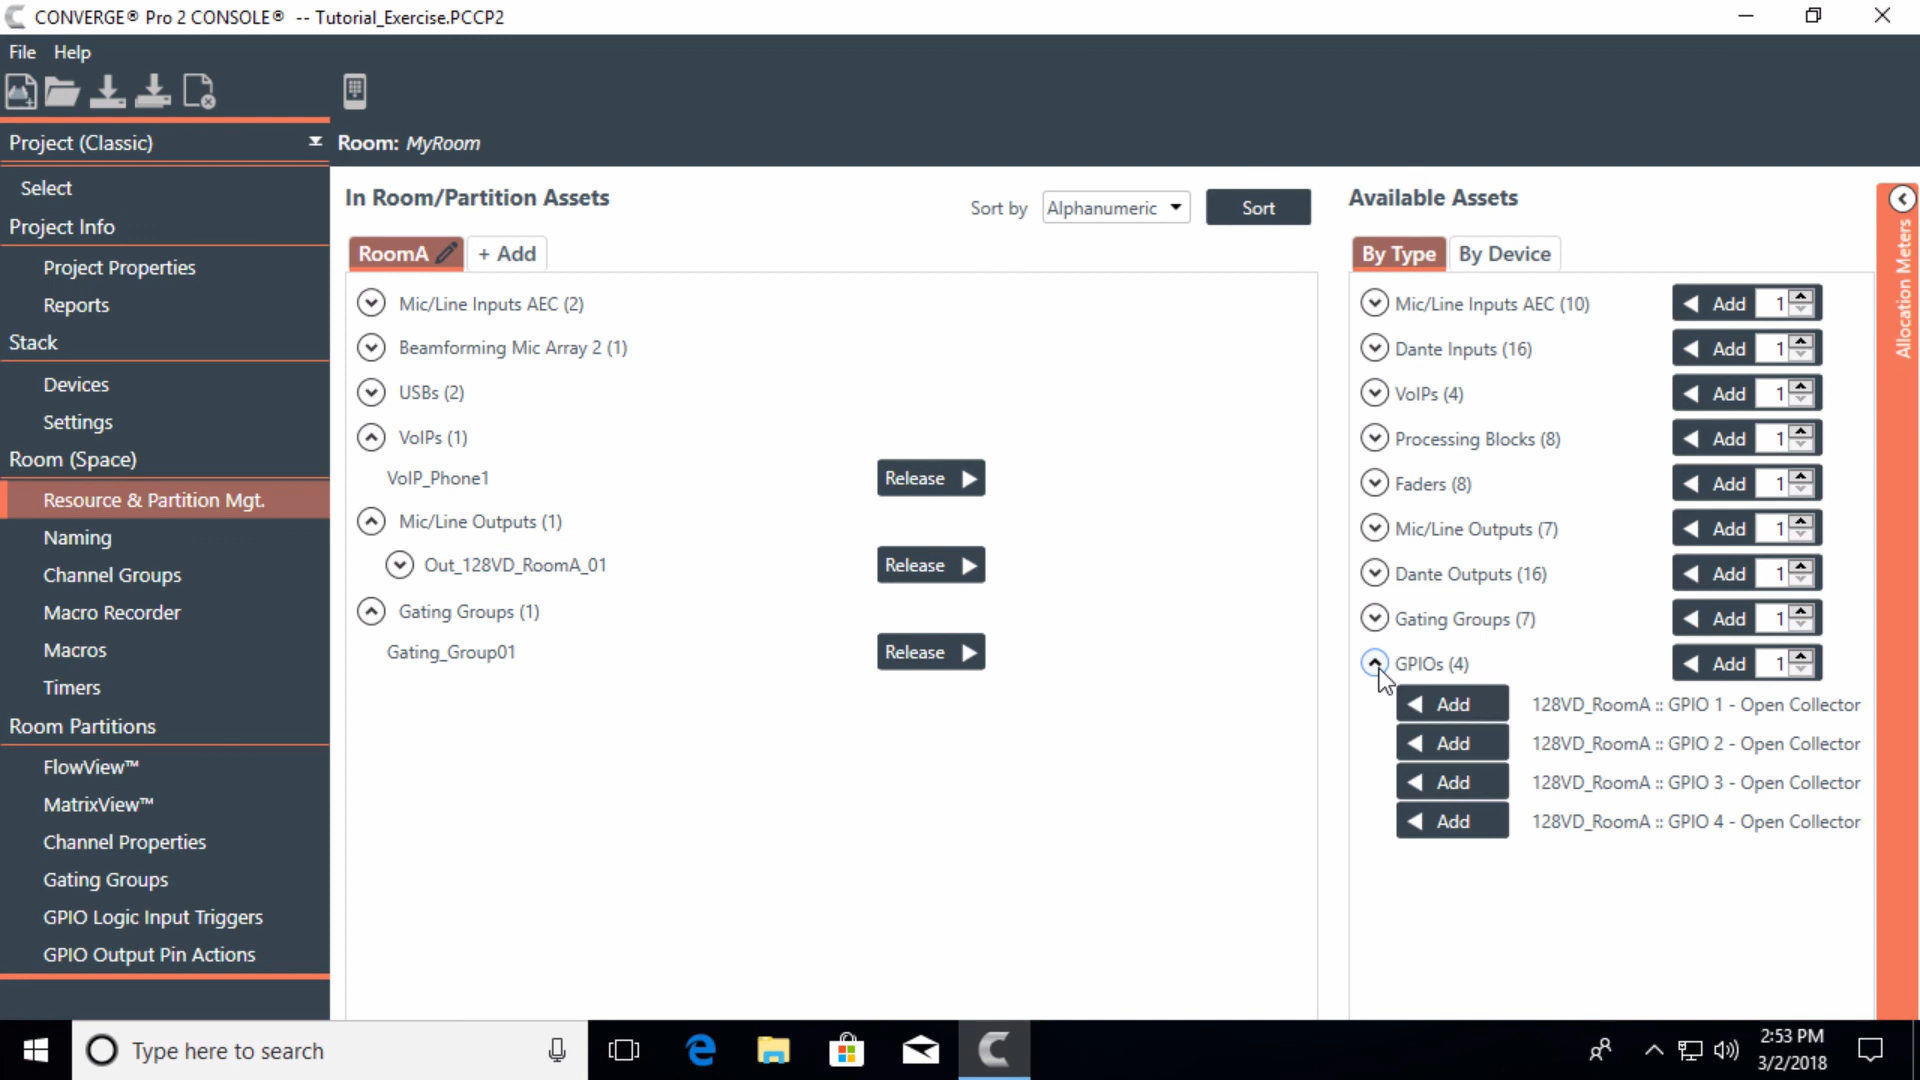 CONVERGE® Pro 2 CONSOLE® -- Tutorial_Exercise.PCCP2
File Help
Project (Classic)
Select
Project Info
Project Properties
Reports
Stack
Devices
Settings
Room (Space)
Resource & Partition Mgt.
Naming
Channel Groups
Macro Recorder
Macros
Timers
Room Partitions
FlowView™
MatrixView™
Channel Properties
Gating Groups
GPIO Logic Input Triggers
GPIO Output Pin Actions
Room: MyRoom
In Room/Partition Assets
Sort by Alphanumeric Sort
RoomA + Add
Mic/Line Inputs AEC (2)
Beamforming Mic Array 2 (1)
USBs (2)
VoIPs (1)
VoIP_Phone1 Release
Mic/Line Outputs (1)
Out_128VD_RoomA_01 Release
Gating Groups (1)
Gating_Group01 Release
Available Assets
By Type By Device
Mic/Line Inputs AEC (10) Add 1
Dante Inputs (16) Add 1
VoIPs (4) Add 1
Processing Blocks (8) Add 1
Faders (8) Add 1
Mic/Line Outputs (7) Add 1
Dante Outputs (16) Add 1
Gating Groups (7) Add 1
GPIOs (4) Add 1
Add 128VD_RoomA :: GPIO 1 - Open Collector
Add 128VD_RoomA :: GPIO 2 - Open Collector
Add 128VD_RoomA :: GPIO 3 - Open Collector
Add 128VD_RoomA :: GPIO 4 - Open Collector
Allocation Meters
Type here to search
2:53 PM
3/2/2018